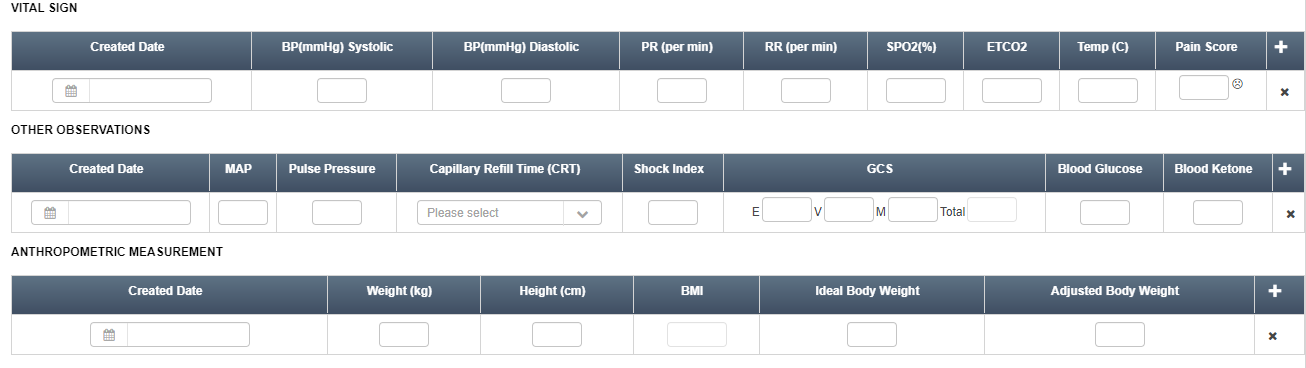 VITAL SIGN
Created Date BP(mmHg) Systolic BP(mmHg) Diastolic PR (per min) RR (per min) SPO2(%) ETCO2 Temp (C) Pain Score
OTHER OBSERVATIONS
Created Date MAP Pulse Pressure Capillary Refill Time (CRT) Shock Index GCS Blood Glucose Blood Ketone
Please select E V M Total
ANTHROPOMETRIC MEASUREMENT
Created Date Weight (kg) Height (cm) BMI Ideal Body Weight Adjusted Body Weight